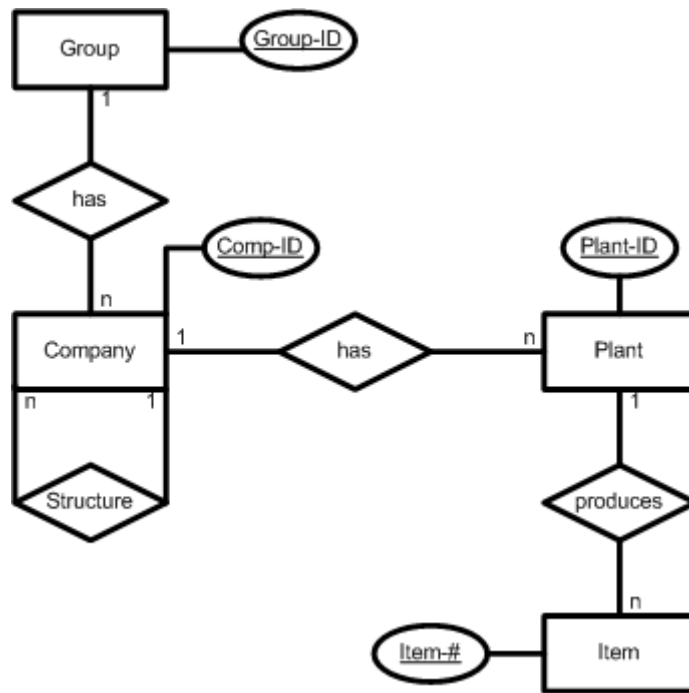 Group
Group-ID
1
has
Comp-ID
Plant-ID
n
Company
1
has
n
Plant
n
1
1
Structure
produces
n
Item-#
Item